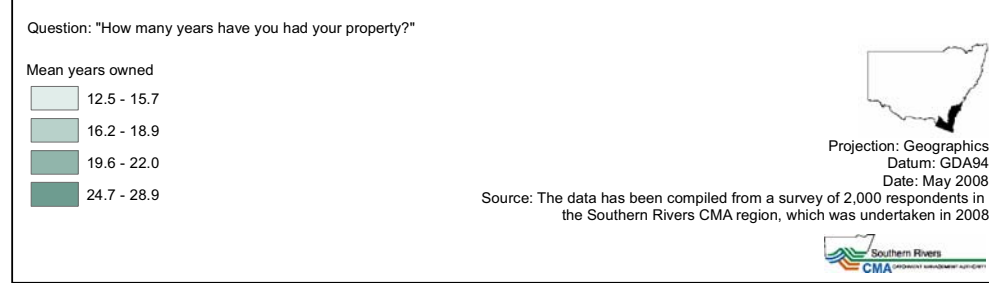 Question: "How many years have you had your property?"
Mean years owned
12.5 - 15.7
16.2 - 18.9
19.6 - 22.0
24.7 - 28.9
Projection: Geographics
Datum: GDA94
Date: May 2008
Source: The data has been compiled from a survey of 2,000 respondents in
the Southern Rivers CMA region, which was undertaken in 2008
Southern Rivers
CMA CATCHMENT MANAGEMENT AUTHORITY